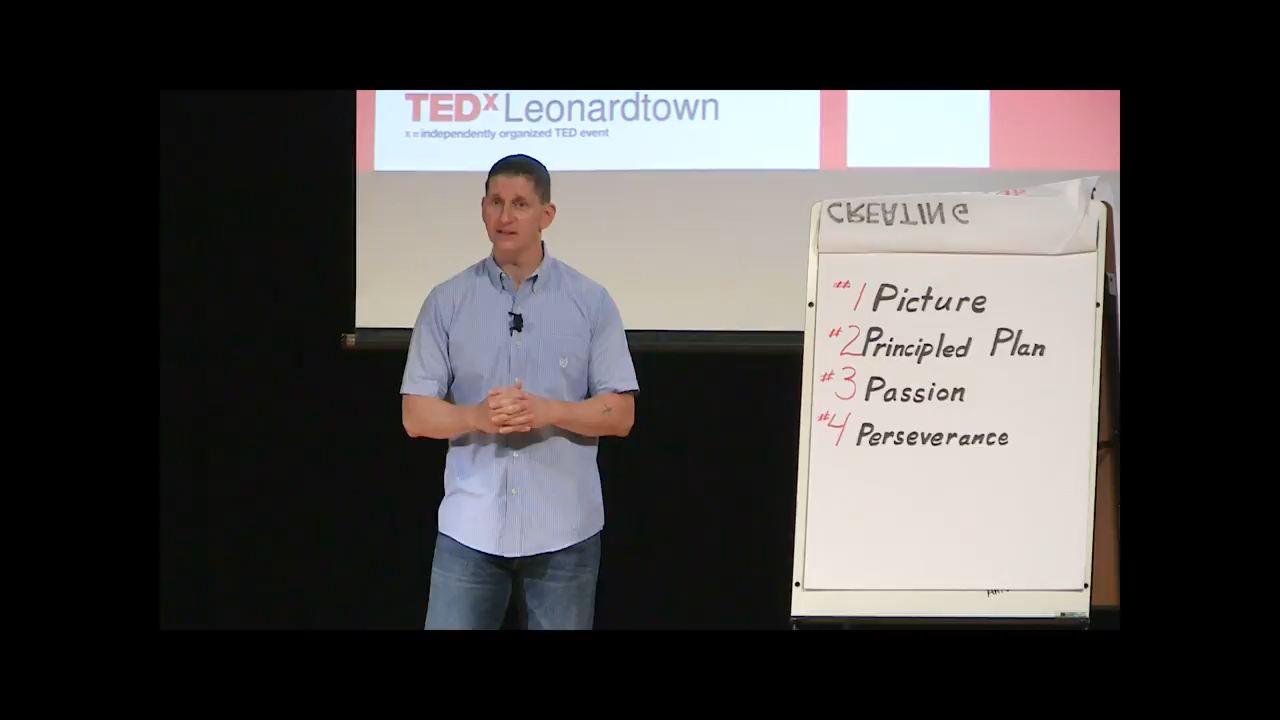 TEDx Leonardtown
x = independently organized TED event
CREATING
#1 Picture
#2 Principled Plan
#3 Passion
#4 Perseverance